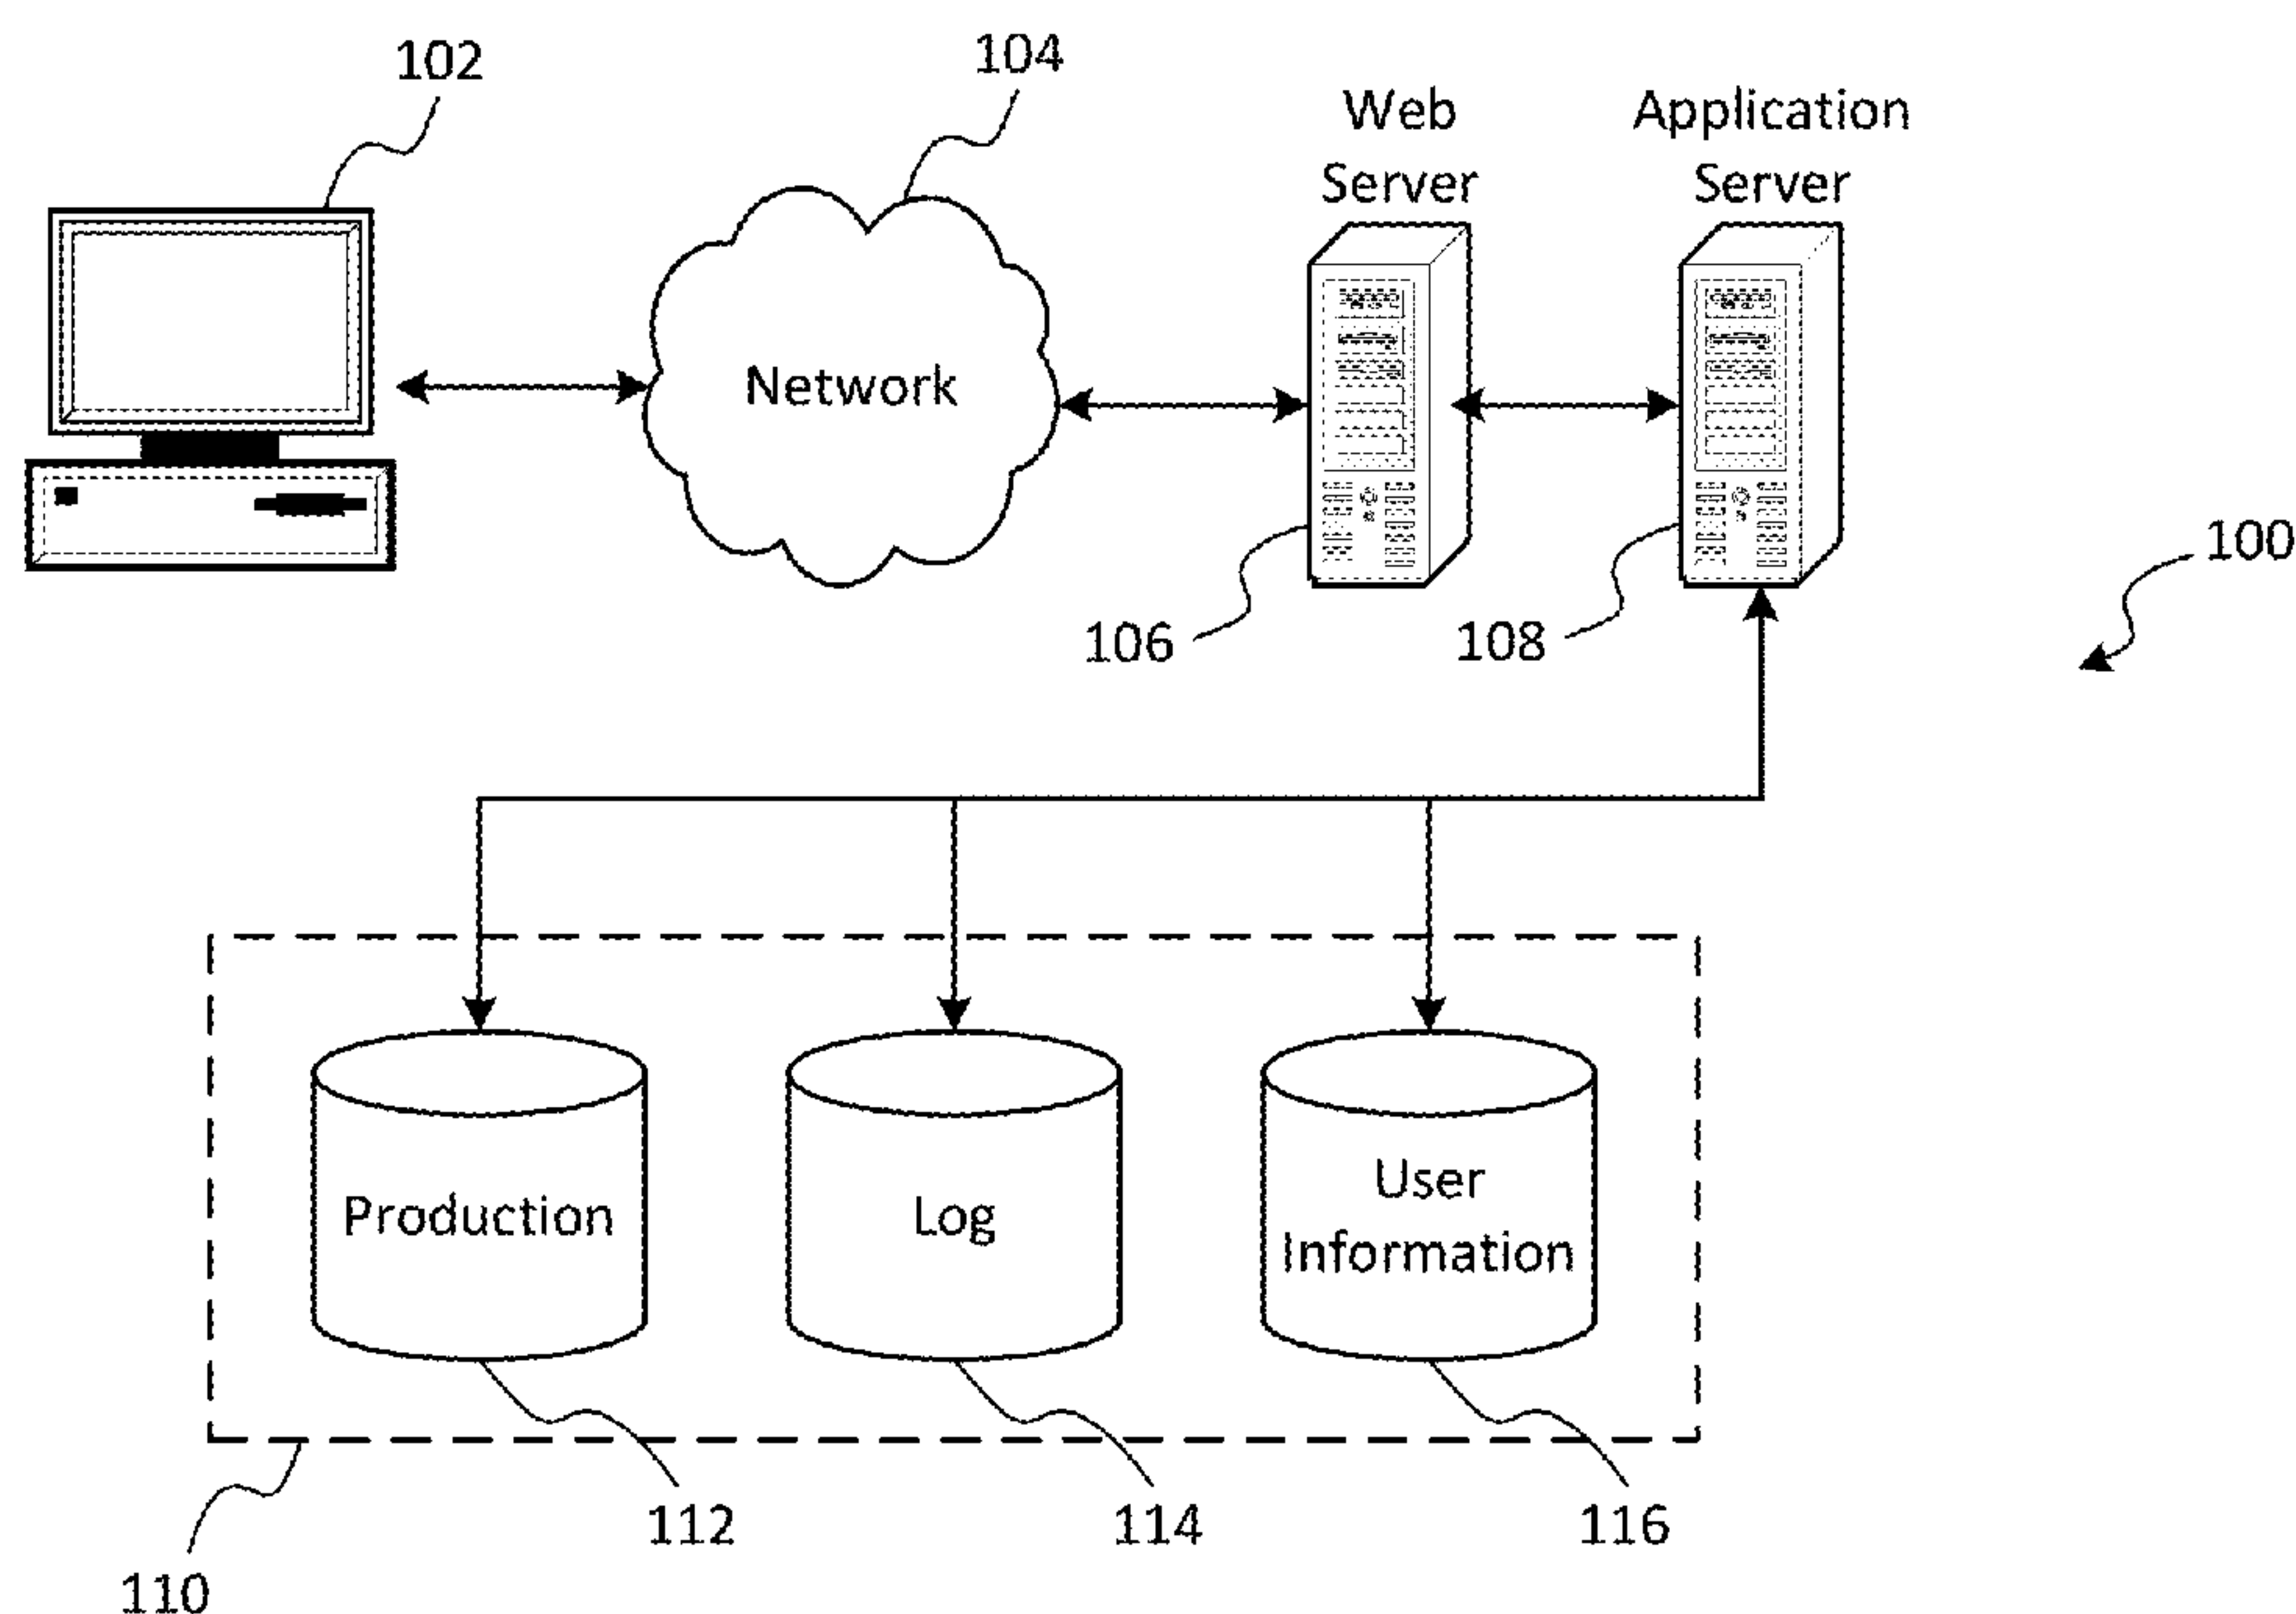 102
104
Web
Server
Application
Server
Network
100
106
108
Production
Log
User
Information
112
114
116
110